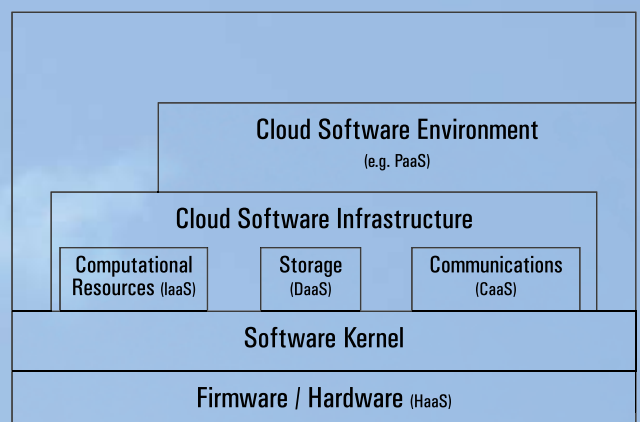 Cloud Software Environment
(e.g. PaaS)
Cloud Software Infrastructure
Computational
Resources (IaaS)
Storage
(DaaS)
Communications
(CaaS)
Software Kernel
Firmware / Hardware (HaaS)